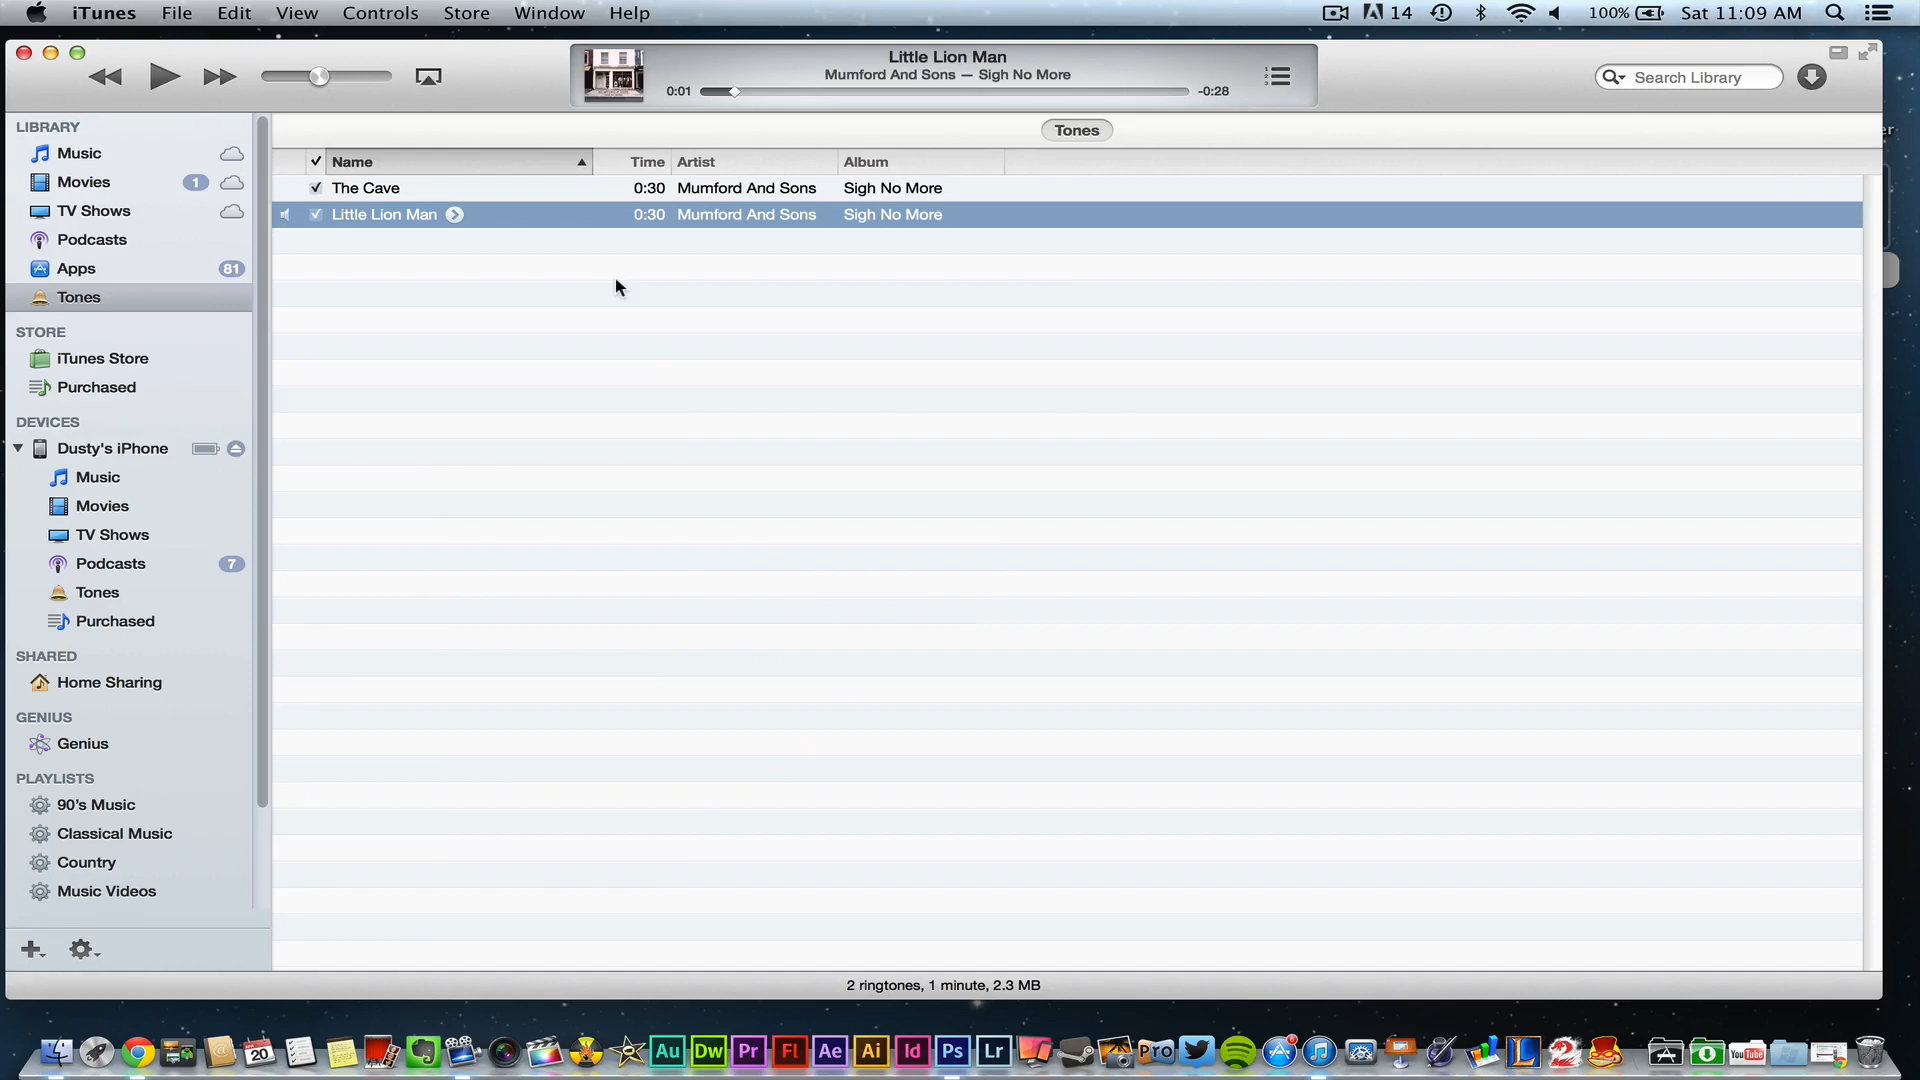 iTunes File Edit View Controls Store Window Help
14 100% Sat 11:09 AM
Little Lion Man
Mumford And Sons — Sigh No More
0:01 -0:28
Search Library
LIBRARY
Music
Movies 1
TV Shows
Podcasts
Apps 81
Tones
STORE
iTunes Store
Purchased
DEVICES
Dusty's iPhone
Music
Movies
TV Shows
Podcasts 7
Tones
Purchased
SHARED
Home Sharing
GENIUS
Genius
PLAYLISTS
90's Music
Classical Music
Country
Music Videos
Tones
Name Time Artist Album
The Cave 0:30 Mumford And Sons Sigh No More
Little Lion Man 0:30 Mumford And Sons Sigh No More
2 ringtones, 1 minute, 2.3 MB
er
20 Au Dw Pr Fl Ae Ai Id Ps Lr Pro L 2 YouTube